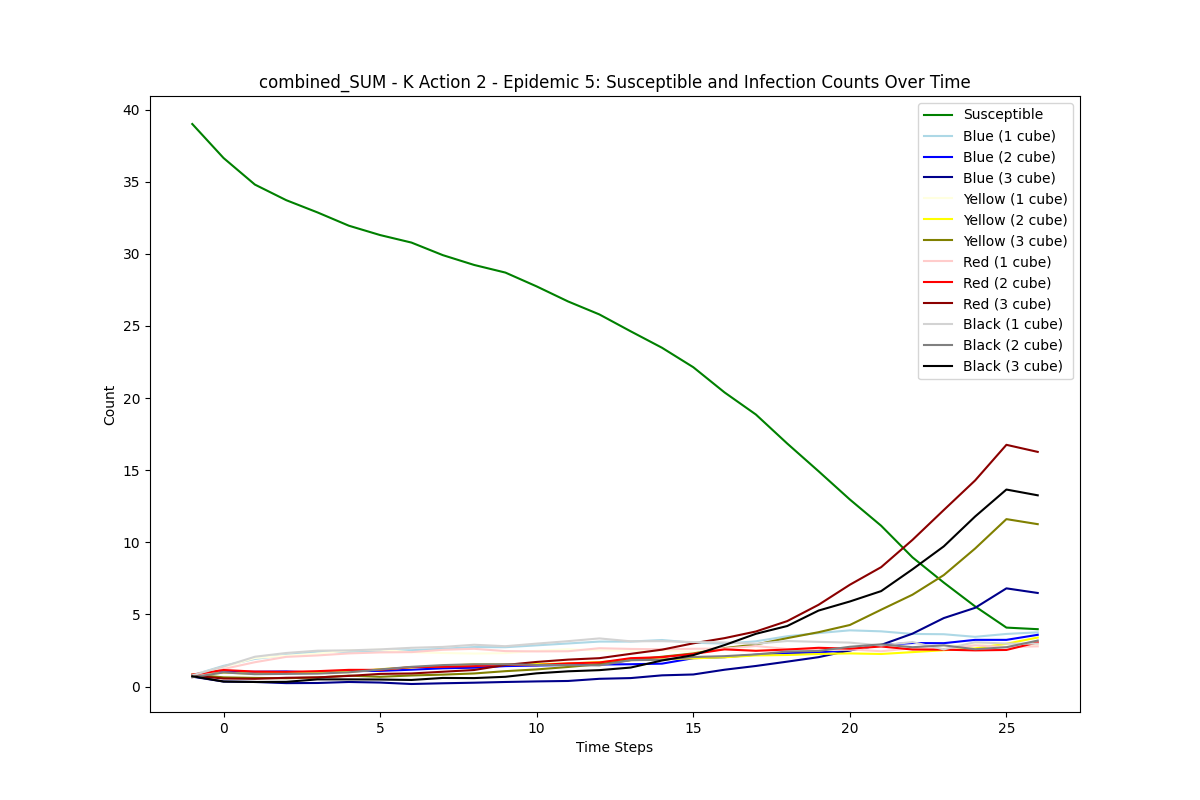 combined_SUM - K Action 2 - Epidemic 5: Susceptible and Infection Counts Over Time
40
35
30
25
20
15
10
5
0
Count
Susceptible
Blue (1 cube)
Blue (2 cube)
Blue (3 cube)
Yellow (1 cube)
Yellow (2 cube)
Yellow (3 cube)
Red (1 cube)
Red (2 cube)
Red (3 cube)
Black (1 cube)
Black (2 cube)
Black (3 cube)
0 5 10 15 20 25
Time Steps